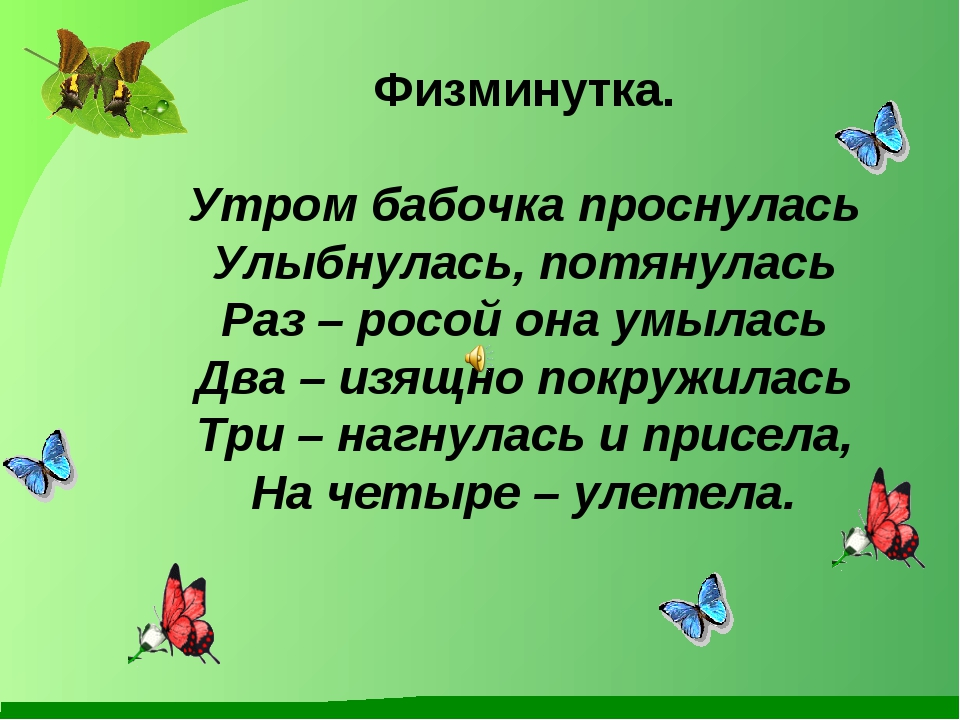 Физминутка.
Утром бабочка проснулась
Улыбнулась, потянулась
Раз – росой она умылась
Два – изящно покружилась
Три – нагнулась и присела,
На четыре – улетела.